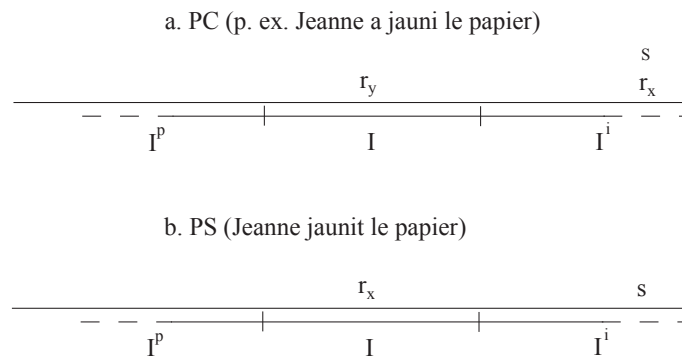 a. PC (p. ex. Jeanne a jauni le papier)
s
r_y r_x
I^p I I^i
b. PS (Jeanne jaunit le papier)
r_x s
I^p I I^i